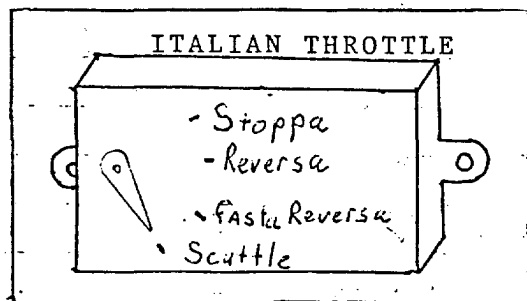 ITALIAN THROTTLE
- Stoppa
- Reversa
- Fasta Reversa
- Scuttle